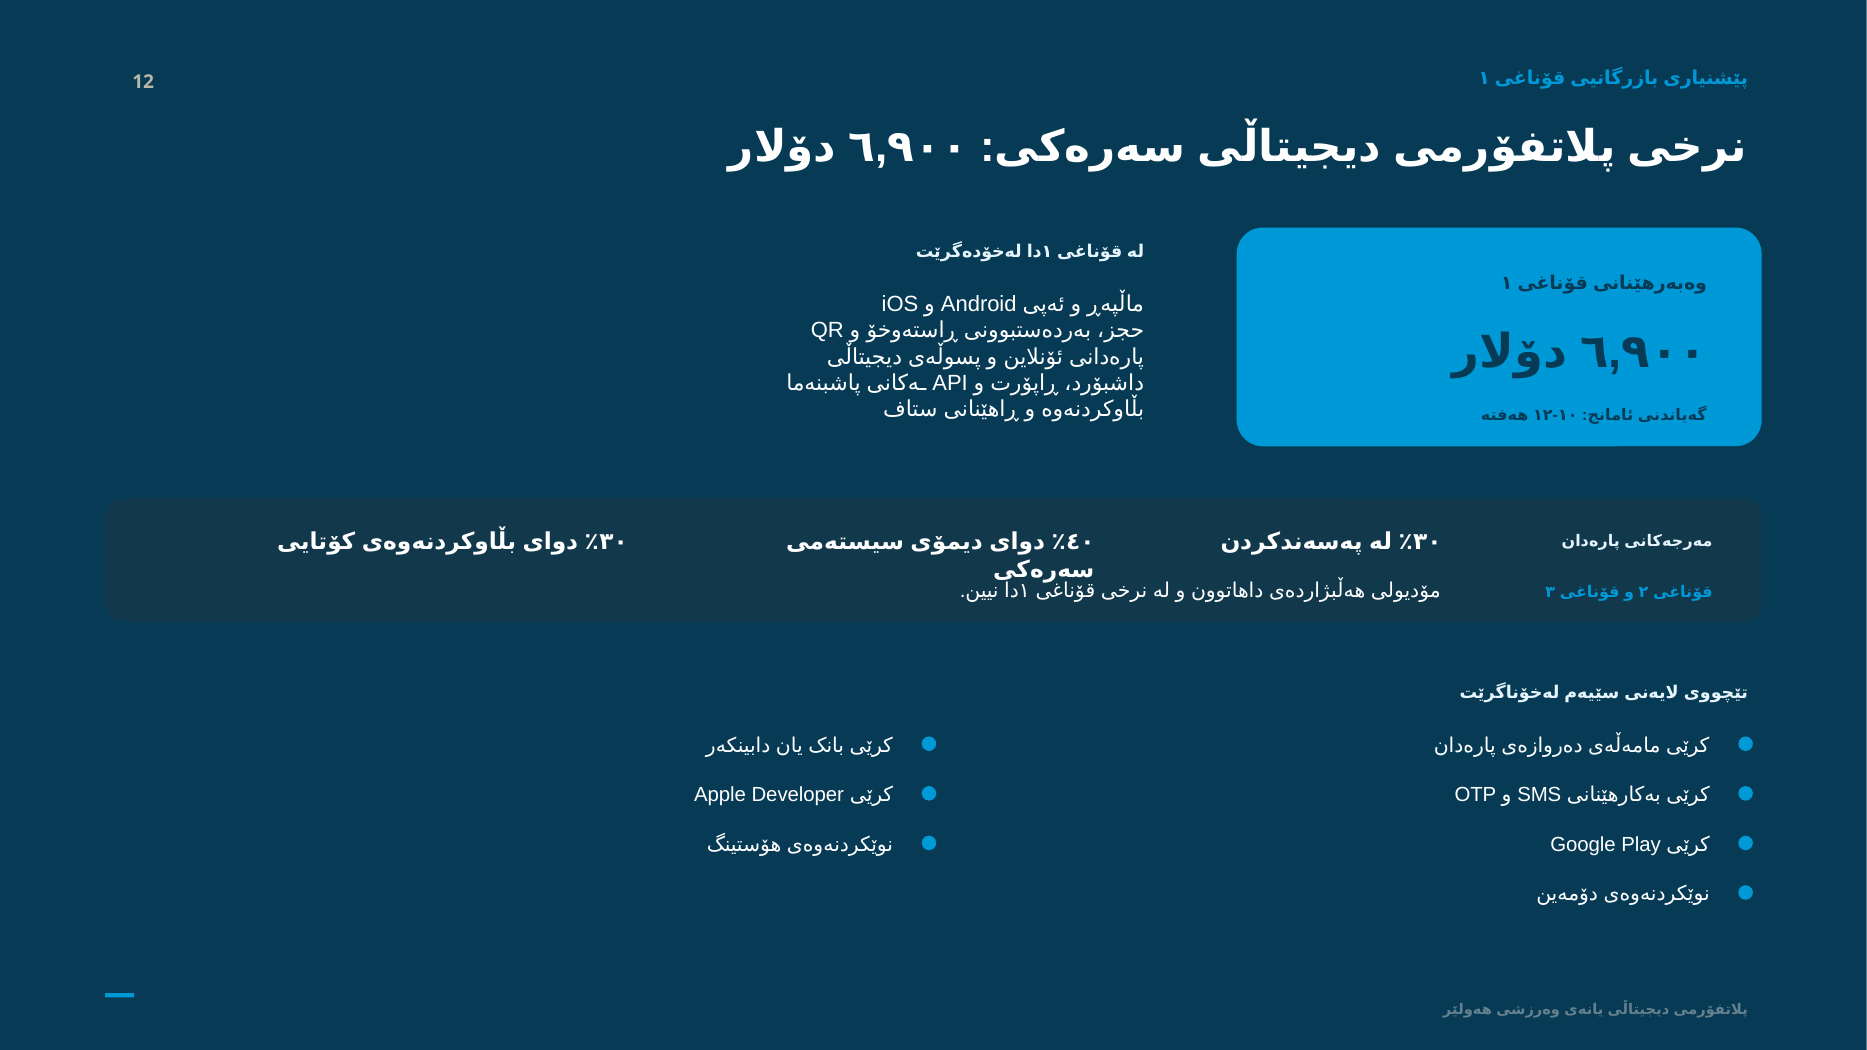 پێشنیاری بازرگانیی قۆناغی ١
12
نرخی پلاتفۆرمی دیجیتاڵی سەرەکی: ٦,٩٠٠ دۆلار
وەبەرهێنانی قۆناغی ١
٦,٩٠٠ دۆلار
گەیاندنی ئامانج: ١٠-١٢ هەفتە
لە قۆناغی ١دا لەخۆدەگرێت
ماڵپەڕ و ئەپی Android و iOS
حجز، بەردەستبوونی ڕاستەوخۆ و QR
پارەدانی ئۆنلاین و پسوڵەی دیجیتاڵی
داشبۆرد، ڕاپۆرت و API ـەکانی پاشبنەما
بڵاوکردنەوە و ڕاهێنانی ستاف
مەرجەکانی پارەدان
٣٠٪ لە پەسەندکردن
٤٠٪ دوای دیمۆی سیستەمی
سەرەکی
٣٠٪ دوای بڵاوکردنەوەی کۆتایی
قۆناغی ٢ و قۆناغی ٣
مۆدیولی هەڵبژاردەی داهاتوون و لە نرخی قۆناغی ١دا نیین.
تێچووی لایەنی سێیەم لەخۆناگرێت
کرێی مامەڵەی دەروازەی پارەدان
کرێی بەکارهێنانی SMS و OTP
کرێی Google Play
نوێکردنەوەی دۆمەین
کرێی بانک یان دابینکەر
کرێی Apple Developer
نوێکردنەوەی هۆستینگ
پلاتفۆرمی دیجیتاڵی یانەی وەرزشی هەولێر